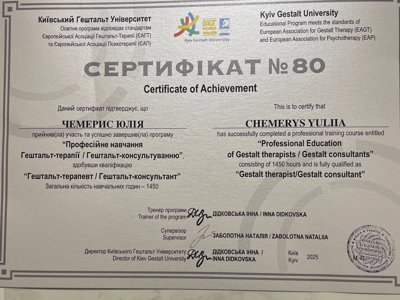 Київський Гештальт Університет
Освітня програма відповідає стандартам
Європейської Асоціації Гештальт-Терапії (ЄАГТ)
та Європейської Асоціації Психотерапії (ЄАП)
EAGT
Kyiv Gestalt University
Kyiv Gestalt University
Educational Program meets the standards of
European Association for Gestalt Therapy (EAGT)
and European Association for Psychotherapy (EAP)
СЕРТИФІКАТ № 80
Certificate of Achievement
Даний сертифікат підтверджує, що
ЧЕМЕРИС ЮЛІЯ
прийняв(ла) участь та успішно завершив(ла) програму
"Професійне навчання
Гештальт-терапії / Гештальт-консультуванню",
здобувши кваліфікацію
"Гештальт-терапевт / Гештальт-консультант"
Загальна кількість навчальних годин – 1450
This is to certify that
CHEMERYS YULIIA
has successfully completed a professional training course entitled
"Professional Education
of Gestalt therapists / Gestalt consultants"
consisting of 1450 hours and is fully qualified as
"Gestalt therapist/Gestalt consultant"
Тренер програми
Trainer of the program
ДІДКОВСЬКА ІННА / INNA DIDKOVSKA
Супервізор
Supervisor
ЗАБОЛОТНА НАТАЛІЯ / ZABOLOTNA NATALIIA
Директор Київського Гештальт Університету
Director of Kiev Gestalt University
ДІДКОВСЬКА ІННА /
INNA DIDKOVSKA
Київ
Kyiv
2025